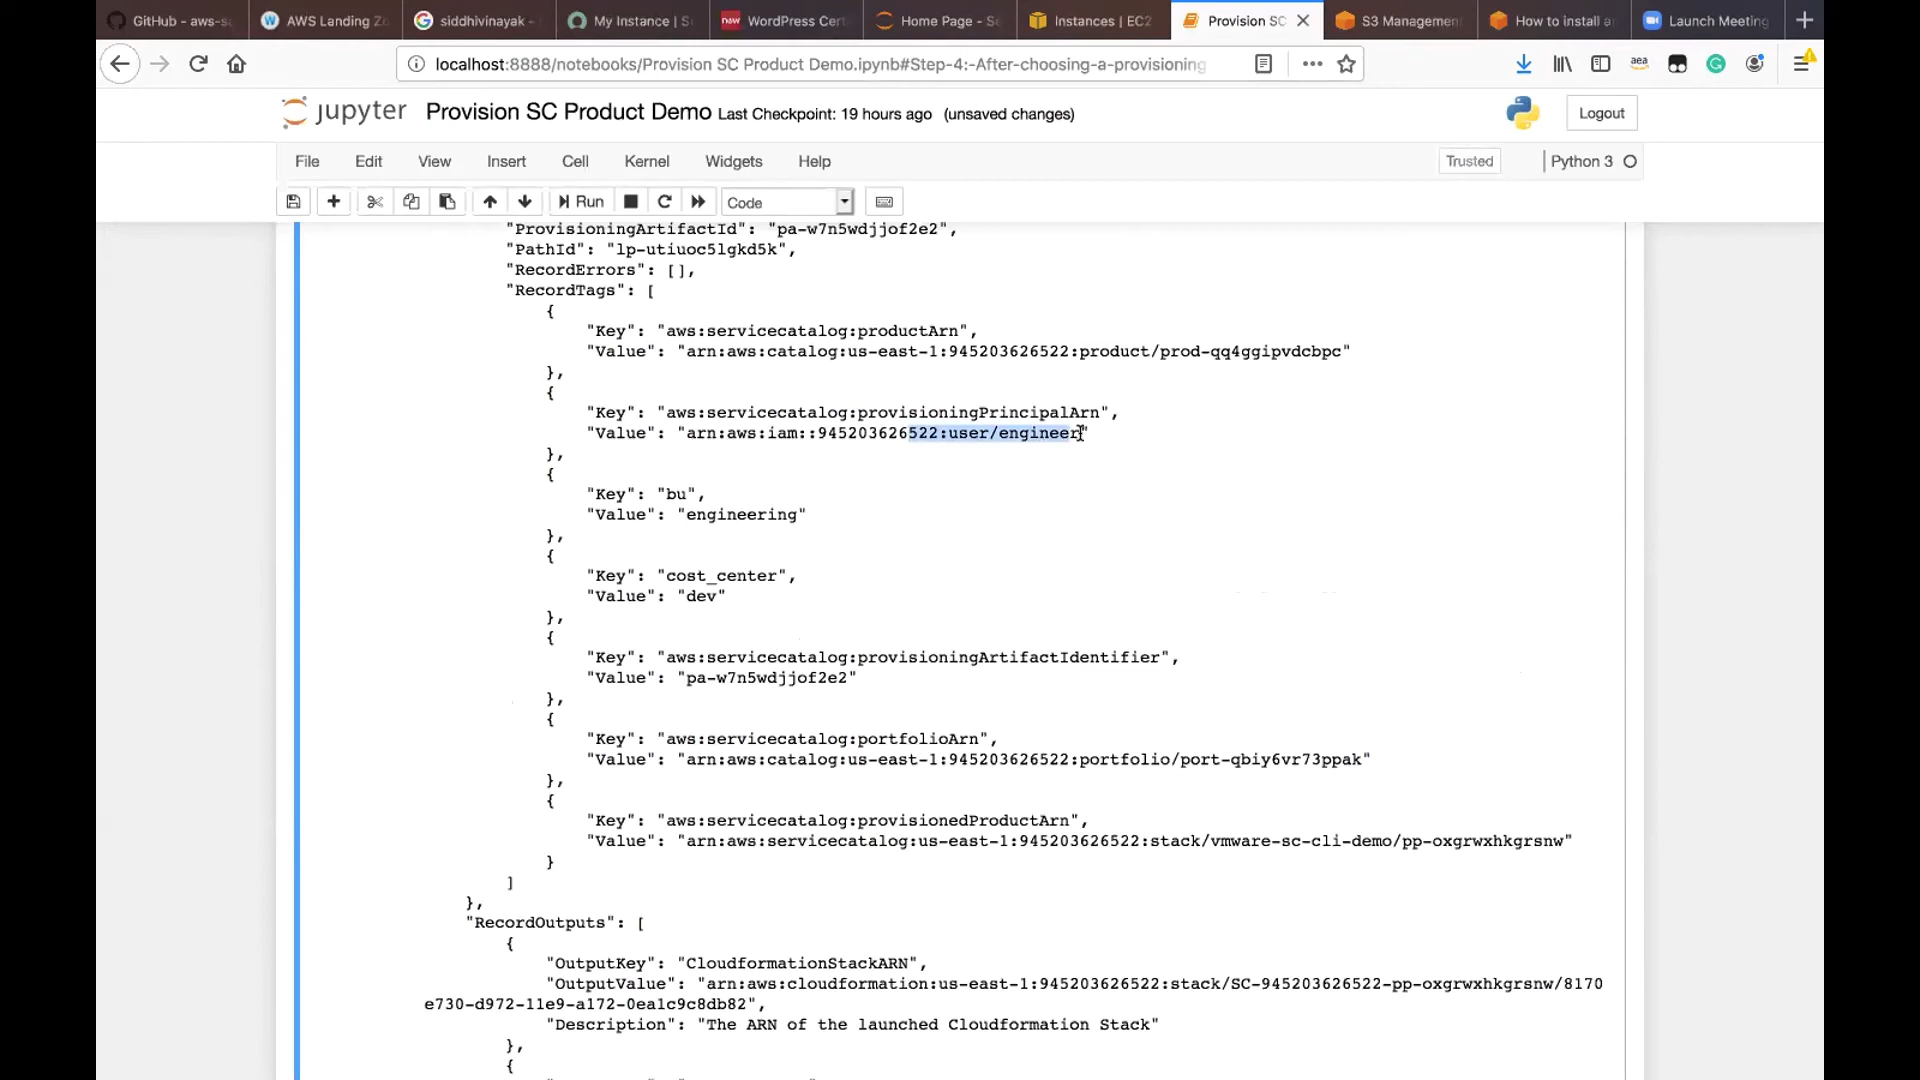 GitHub - aws-s
AWS Landing Zo
siddhivinayak -
My Instance | S
now WordPress Cert
Home Page - Se
Instances | EC2
Provision SC
S3 Management
How to install a
Launch Meeting
localhost:8888/notebooks/Provision SC Product Demo.ipynb#Step-4:-After-choosing-a-provisioning
aea
jupyter Provision SC Product Demo Last Checkpoint: 19 hours ago (unsaved changes)
Logout
File Edit View Insert Cell Kernel Widgets Help
Trusted
Python 3
Run
Code
"ProvisioningArtifactId": "pa-w7n5wdjjof2e2",
"PathId": "lp-utiuoc5lgkd5k",
"RecordErrors": [],
"RecordTags": [
{
"Key": "aws:servicecatalog:productArn",
"Value": "arn:aws:catalog:us-east-1:945203626522:product/prod-qq4ggipvdcbpc"
},
{
"Key": "aws:servicecatalog:provisioningPrincipalArn",
"Value": "arn:aws:iam::945203626522:user/engineer"
},
{
"Key": "bu",
"Value": "engineering"
},
{
"Key": "cost_center",
"Value": "dev"
},
{
"Key": "aws:servicecatalog:provisioningArtifactIdentifier",
"Value": "pa-w7n5wdjjof2e2"
},
{
"Key": "aws:servicecatalog:portfolioArn",
"Value": "arn:aws:catalog:us-east-1:945203626522:portfolio/port-qbiy6vr73ppak"
},
{
"Key": "aws:servicecatalog:provisionedProductArn",
"Value": "arn:aws:servicecatalog:us-east-1:945203626522:stack/vmware-sc-cli-demo/pp-oxgrwxhkgrsnw"
}
]
},
"RecordOutputs": [
{
"OutputKey": "CloudformationStackARN",
"OutputValue": "arn:aws:cloudformation:us-east-1:945203626522:stack/SC-945203626522-pp-oxgrwxhkgrsnw/8170
e730-d972-11e9-a172-0ea1c9c8db82",
"Description": "The ARN of the launched Cloudformation Stack"
},
{